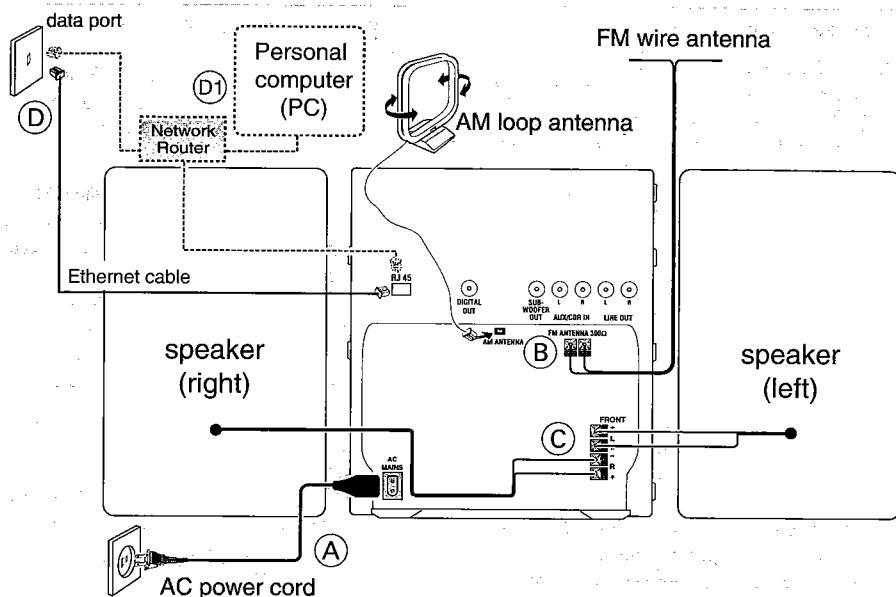 data port
D
D1
Personal
computer
(PC)
Network
Router
AM loop antenna
FM wire antenna
Ethernet cable
RJ 45
DIGITAL
OUT
SUB-
WOOFER
OUT
L
R
AUX/CDR IN
L
R
LINE OUT
AM ANTENNA
FM ANTENNA 300Ω
B
speaker
(right)
speaker
(left)
C
FRONT
+
L
-
-
R
+
AC
MAINS
A
AC power cord